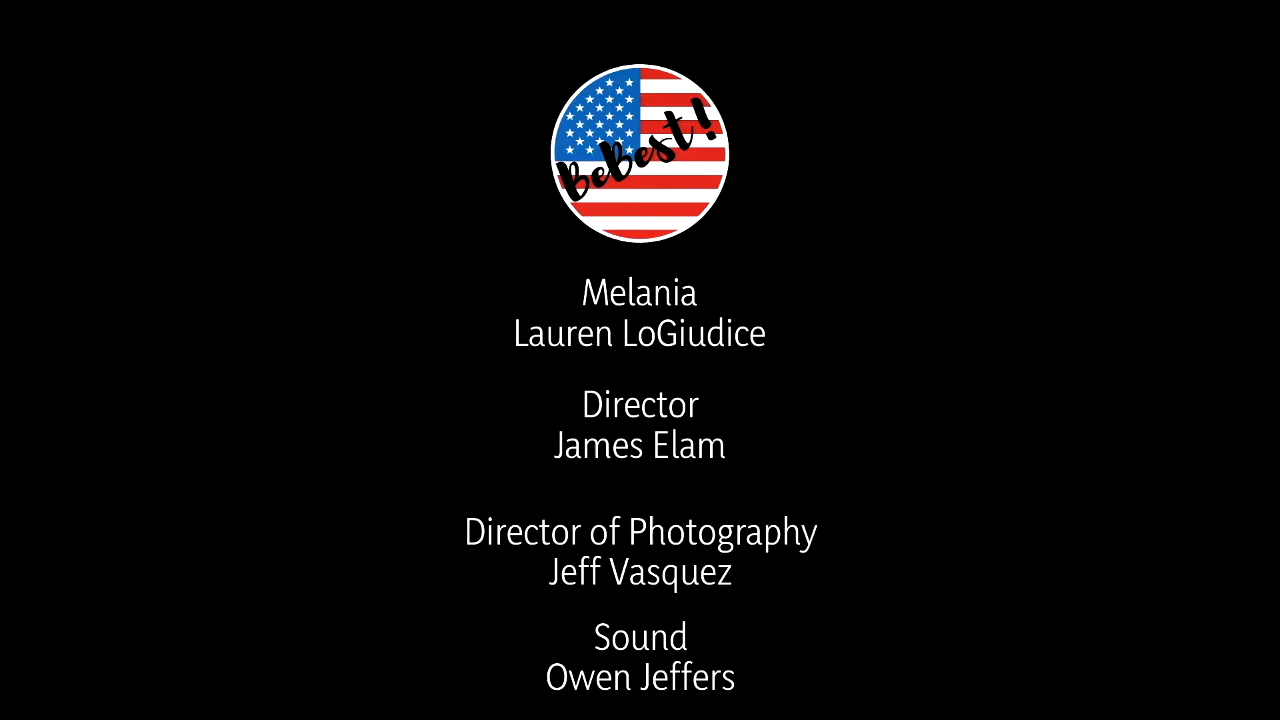 BeBest!
Melania
Lauren LoGiudice
Director
James Elam
Director of Photography
Jeff Vasquez
Sound
Owen Jeffers